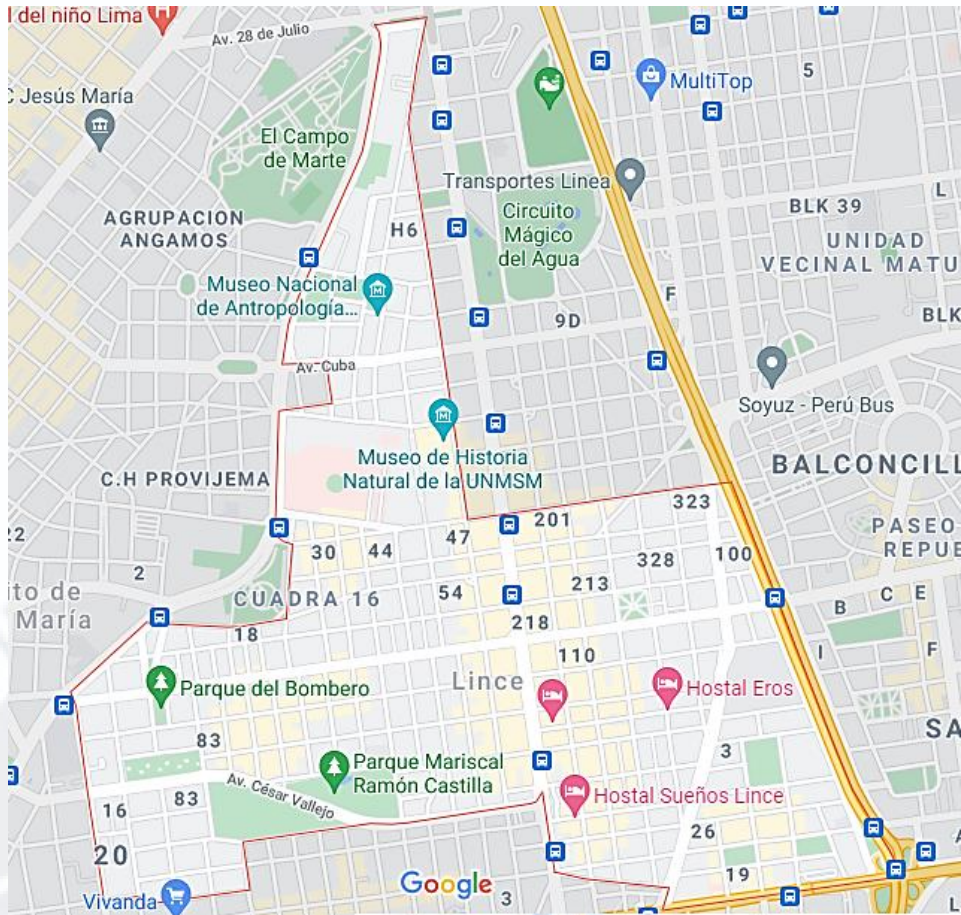 l del niño Lima
Av. 28 de Julio
5
MultiTop
C Jesús María
El Campo
de Marte
Transportes Linea
L
BLK 39
AGRUPACION
ANGAMOS
H6
Circuito
Mágico
del Agua
UNIDAD
VECINAL MATU
Museo Nacional
de Antropología...
F
9D
BLK
Av. Cuba
Soyuz - Perú Bus
Museo de Historia
Natural de la UNMSM
C.H PROVIJEMA
BALCONCILL
323
201
22
30
44
47
PASEO
REPUE
100
328
2
54
213
ito de
María
CUADRA 16
B
C
E
18
218
110
I
F
Lince
Parque del Bombero
Hostal Eros
SA
83
3
Parque Mariscal
Ramón Castilla
Av. César Vallejo
16
83
Hostal Sueños Lince
26
20
19
Google
Vivanda
3
L